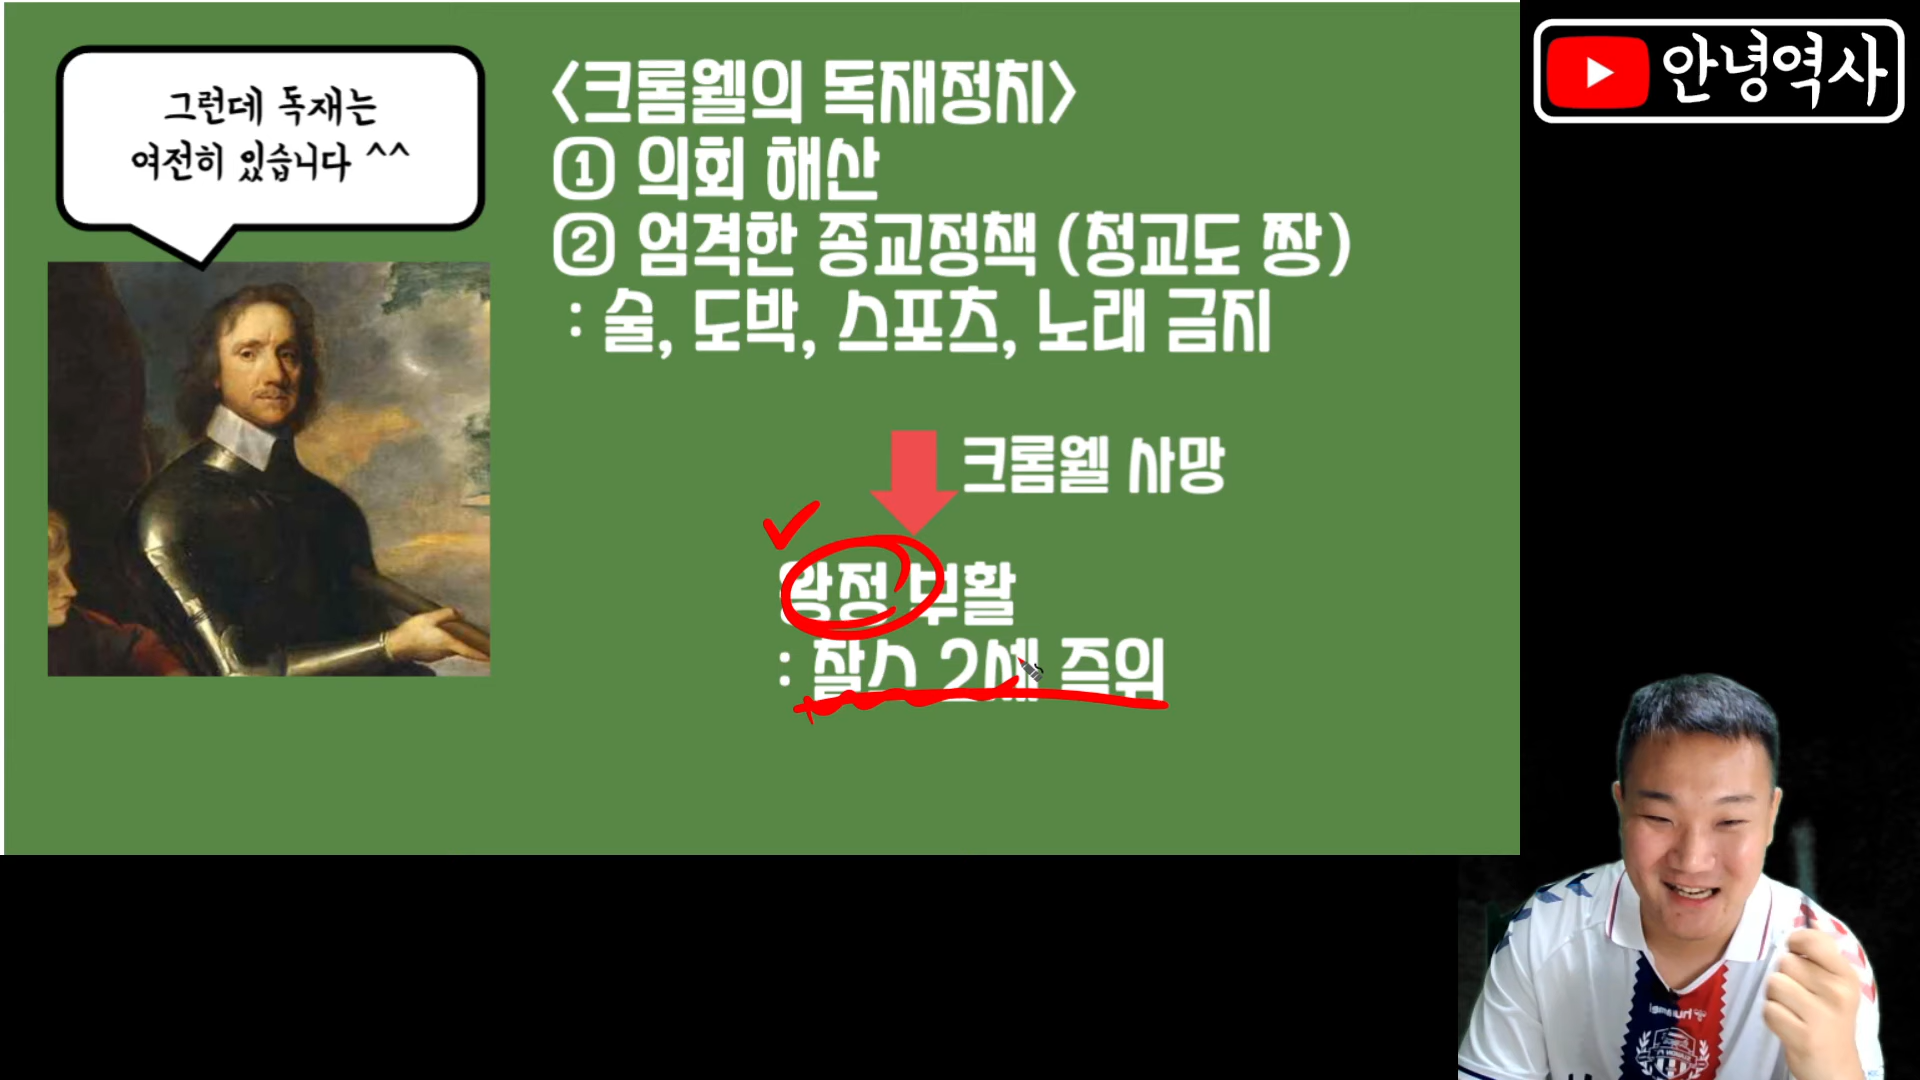 그런데 독재는
여전히 있습니다 ^^
<크롬웰의 독재정치>
① 의회 해산
② 엄격한 종교정책 (청교도 짱)
: 술, 도박, 스포츠, 노래 금지
크롬웰 사망
왕정 부활
: 찰스 2세 즉위
안녕역사